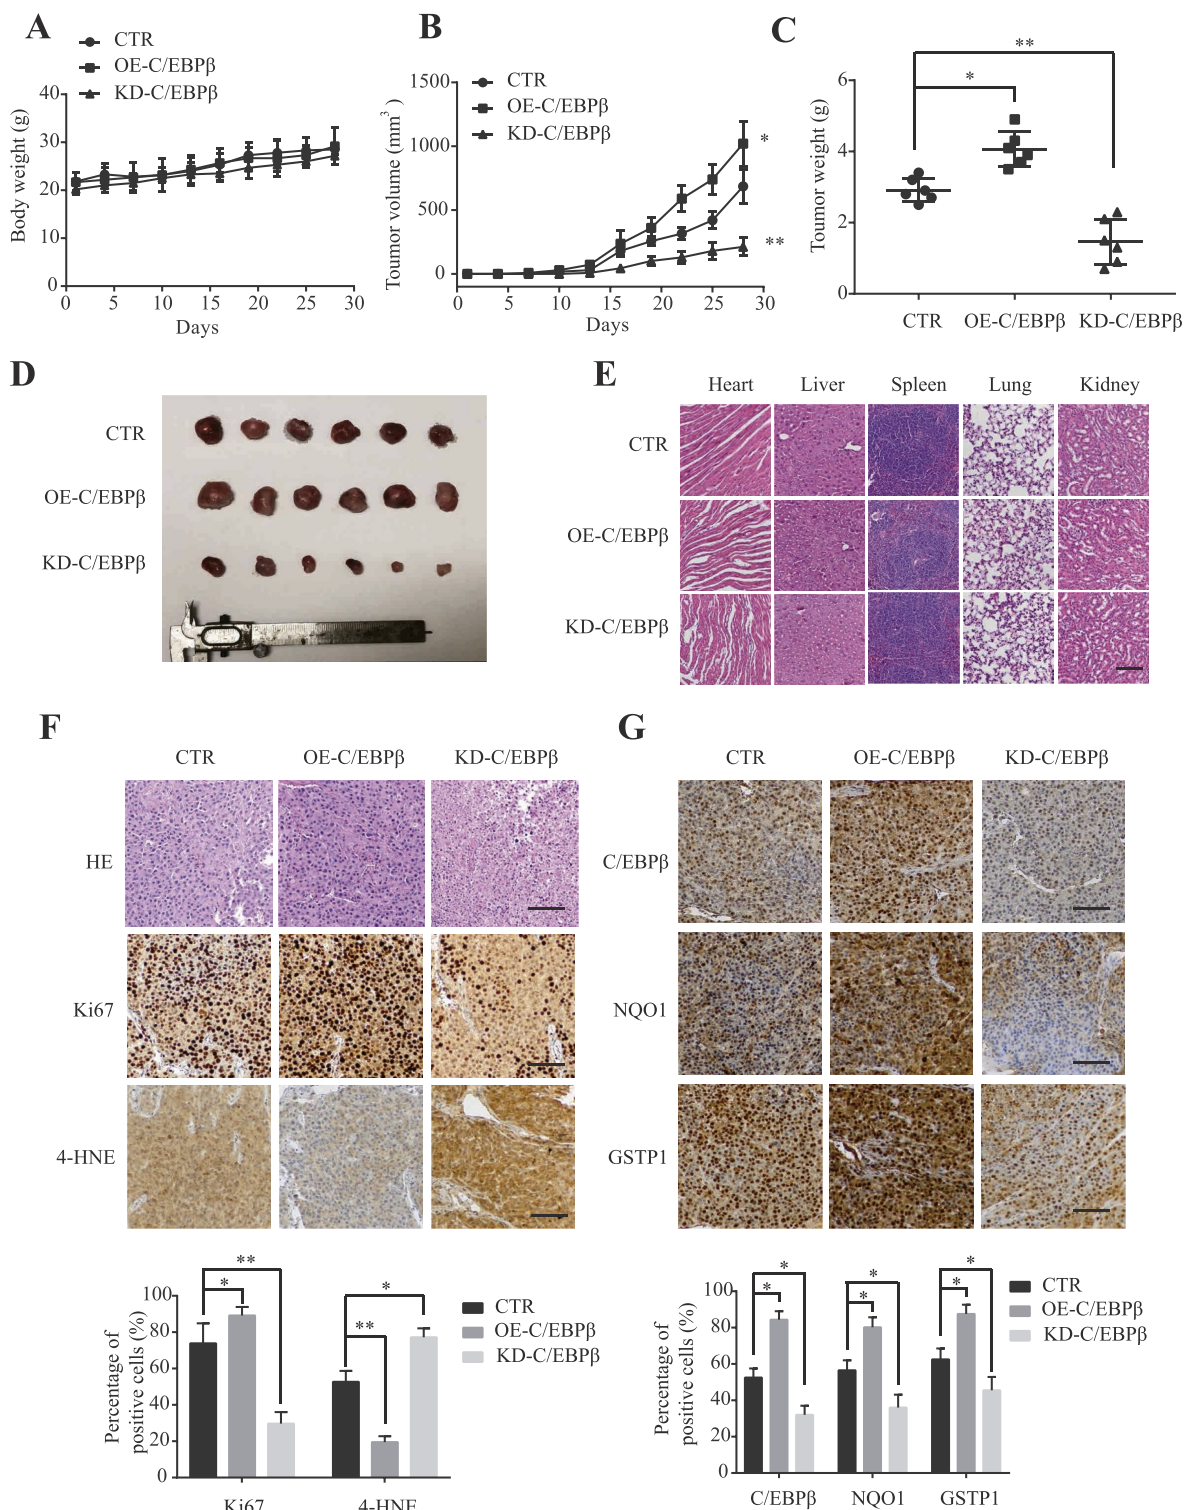 A
CTR
OE-C/EBPβ
KD-C/EBPβ
Body weight (g)
40
30
20
10
0
0 5 10 15 20 25 30
Days
B
CTR
OE-C/EBPβ
KD-C/EBPβ
Toumor volume (mm³ )
1500
1000
500
0
*
**
0 5 10 15 20 25 30
Days
C
**
*
Toumor weight (g)
6
4
2
0
CTR OE-C/EBPβ KD-C/EBPβ
D
CTR
OE-C/EBPβ
KD-C/EBPβ
E
Heart Liver Spleen Lung Kidney
CTR
OE-C/EBPβ
KD-C/EBPβ
F
CTR OE-C/EBPβ KD-C/EBPβ
HE
Ki67
4-HNE
Percentage of
positive cells (%)
100
80
60
40
20
0
**
*
*
**
CTR
OE-C/EBPβ
KD-C/EBPβ
Ki67 4-HNE
G
CTR OE-C/EBPβ KD-C/EBPβ
C/EBPβ
NQO1
GSTP1
Percentage of
positive cells (%)
100
80
60
40
20
0
*
*
*
*
*
*
CTR
OE-C/EBPβ
KD-C/EBPβ
C/EBPβ NQO1 GSTP1